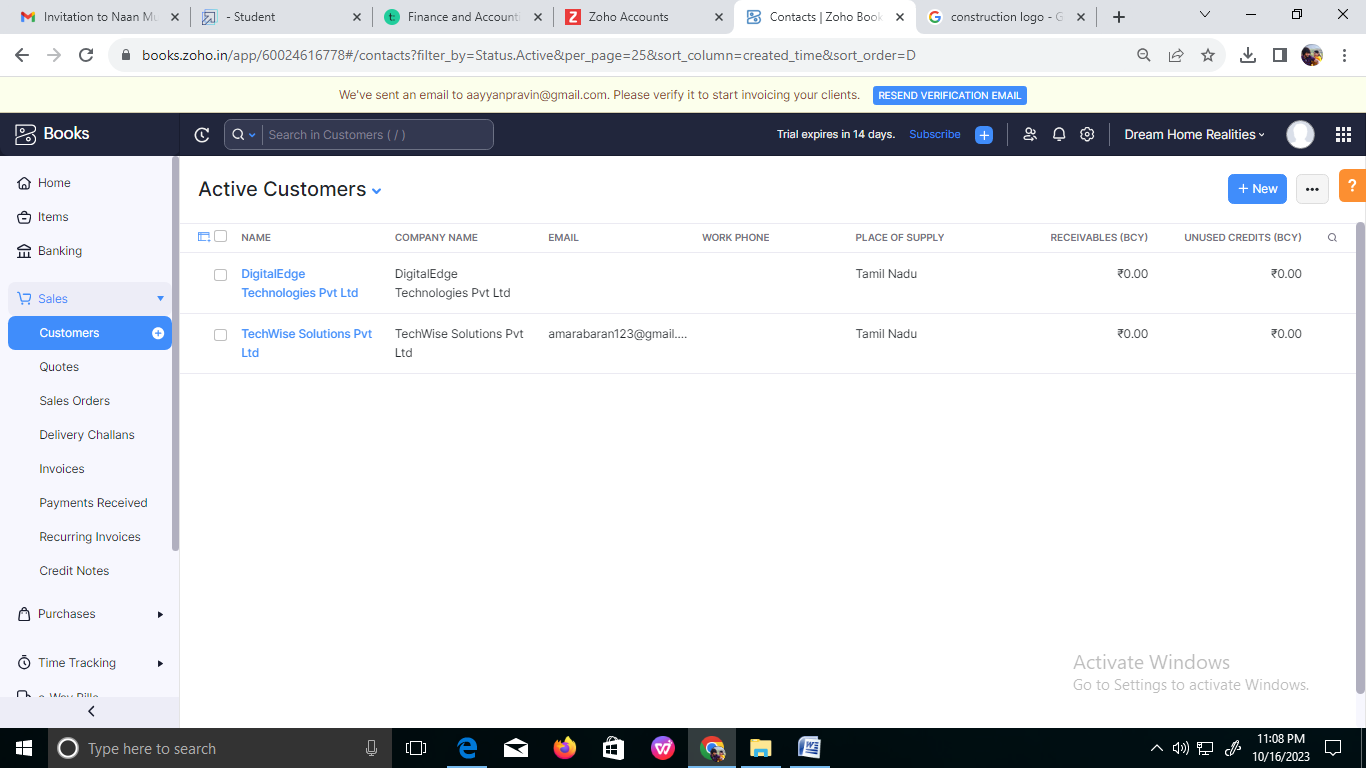 Invitation to Naan Mu
- Student
Finance and Accounti
Zoho Accounts
Contacts | Zoho Book
construction logo - G
books.zoho.in/app/60024616778#/contacts?filter_by=Status.Active&per_page=25&sort_column=created_time&sort_order=D
We've sent an email to aayyanpravin@gmail.com. Please verify it to start invoicing your clients. RESEND VERIFICATION EMAIL
Books
Search in Customers ( / )
Trial expires in 14 days. Subscribe
Dream Home Realities
Home
Items
Banking
Sales
Customers
Quotes
Sales Orders
Delivery Challans
Invoices
Payments Received
Recurring Invoices
Credit Notes
Purchases
Time Tracking
e-Way Bills
Active Customers
+ New
?
NAME COMPANY NAME EMAIL WORK PHONE PLACE OF SUPPLY RECEIVABLES (BCY) UNUSED CREDITS (BCY)
DigitalEdge DigitalEdge Tamil Nadu ₹0.00 ₹0.00
Technologies Pvt Ltd Technologies Pvt Ltd
TechWise Solutions Pvt TechWise Solutions Pvt amarabaran123@gmail.... Tamil Nadu ₹0.00 ₹0.00
Ltd Ltd
Activate Windows
Go to Settings to activate Windows.
Type here to search
11:08 PM
10/16/2023